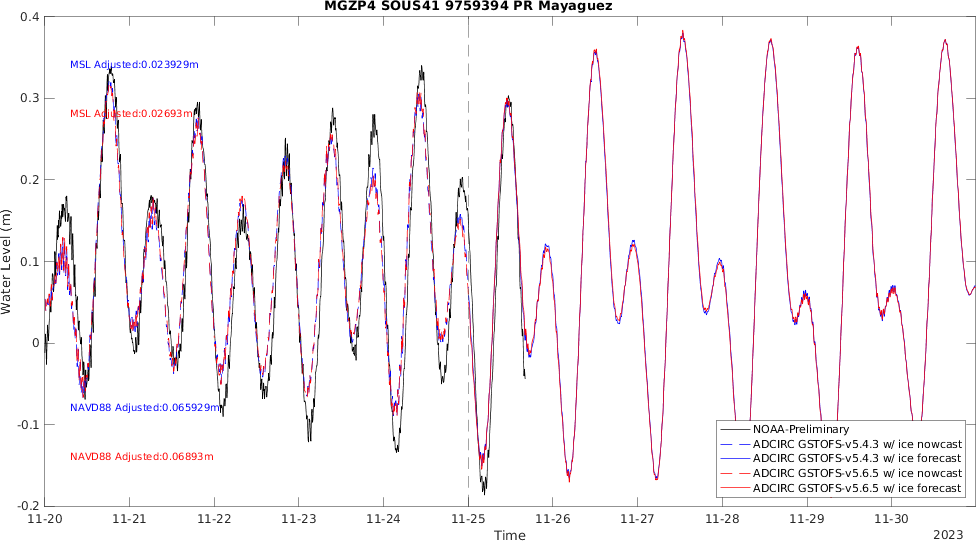 MGZP4 SOUS41 9759394 PR Mayaguez
0.4
0.3
0.2
0.1
0
-0.1
-0.2
Water Level (m)
MSL Adjusted:0.023929m
MSL Adjusted:0.02693m
NAVD88 Adjusted:0.065929m
NAVD88 Adjusted:0.06893m
NOAA-Preliminary
ADCIRC GSTOFS-v5.4.3 w/ ice nowcast
ADCIRC GSTOFS-v5.4.3 w/ ice forecast
ADCIRC GSTOFS-v5.6.5 w/ ice nowcast
ADCIRC GSTOFS-v5.6.5 w/ ice forecast
11-20 11-21 11-22 11-23 11-24 11-25 11-26 11-27 11-28 11-29 11-30
Time
2023